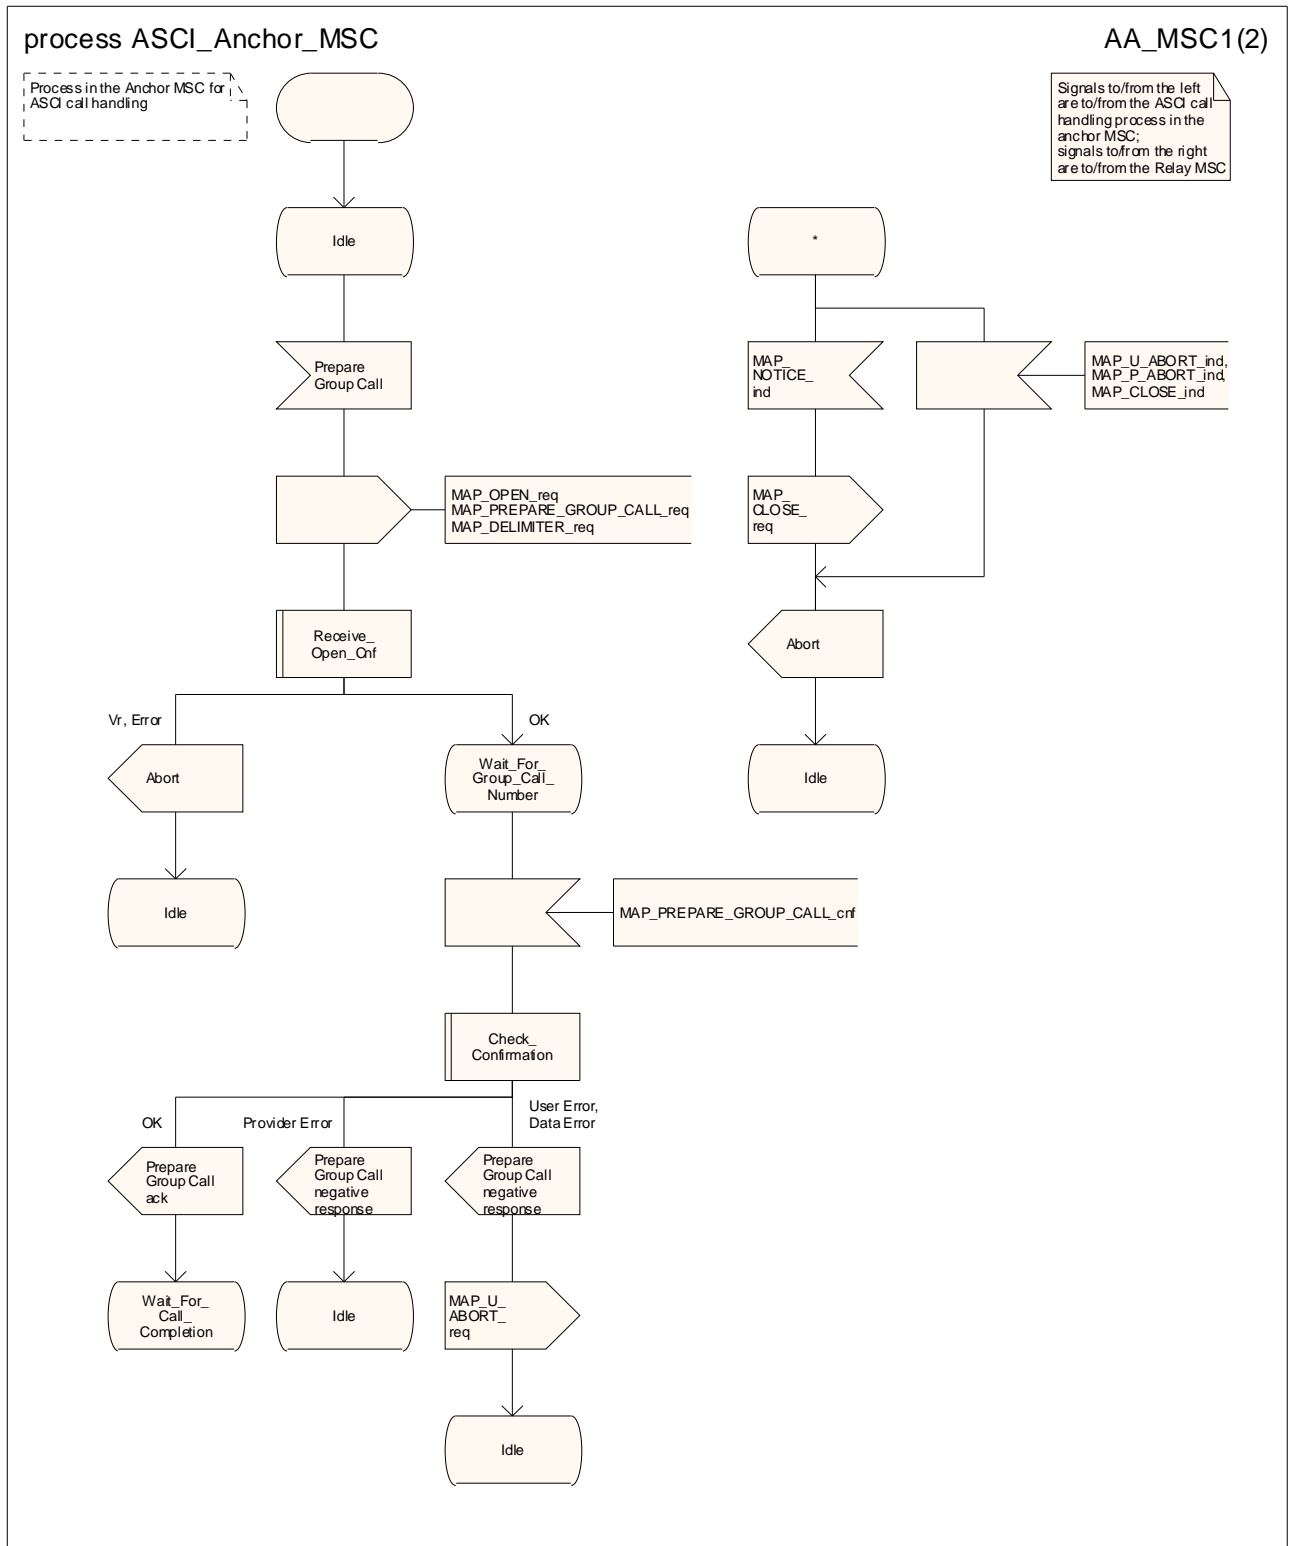 process ASCI_Anchor_MSC
AA_MSC1(2)
Process in the Anchor MSC for
ASCI call handling
Signals to/from the left
are to/from the ASCI call
handling process in the
anchor MSC;
signals to/from the right
are to/from the Relay MSC
Idle
*
Prepare
Group Call
MAP_
NOTICE_
ind
MAP_U_ABORT_ind,
MAP_P_ABORT_ind,
MAP_CLOSE_ind
MAP_OPEN_req
MAP_PREPARE_GROUP_CALL_req
MAP_DELIMITER_req
MAP_
CLOSE_
req
Receive_
Open_Cnf
Abort
Vr, Error
OK
Abort
Wait_For_
Group_Call_
Number
Idle
Idle
MAP_PREPARE_GROUP_CALL_cnf
Check_
Confirmation
OK
Provider Error
User Error,
Data Error
Prepare
Group Call
ack
Prepare
Group Call
negative
response
Prepare
Group Call
negative
response
Wait_For_
Call_
Completion
Idle
MAP_U_
ABORT_
req
Idle